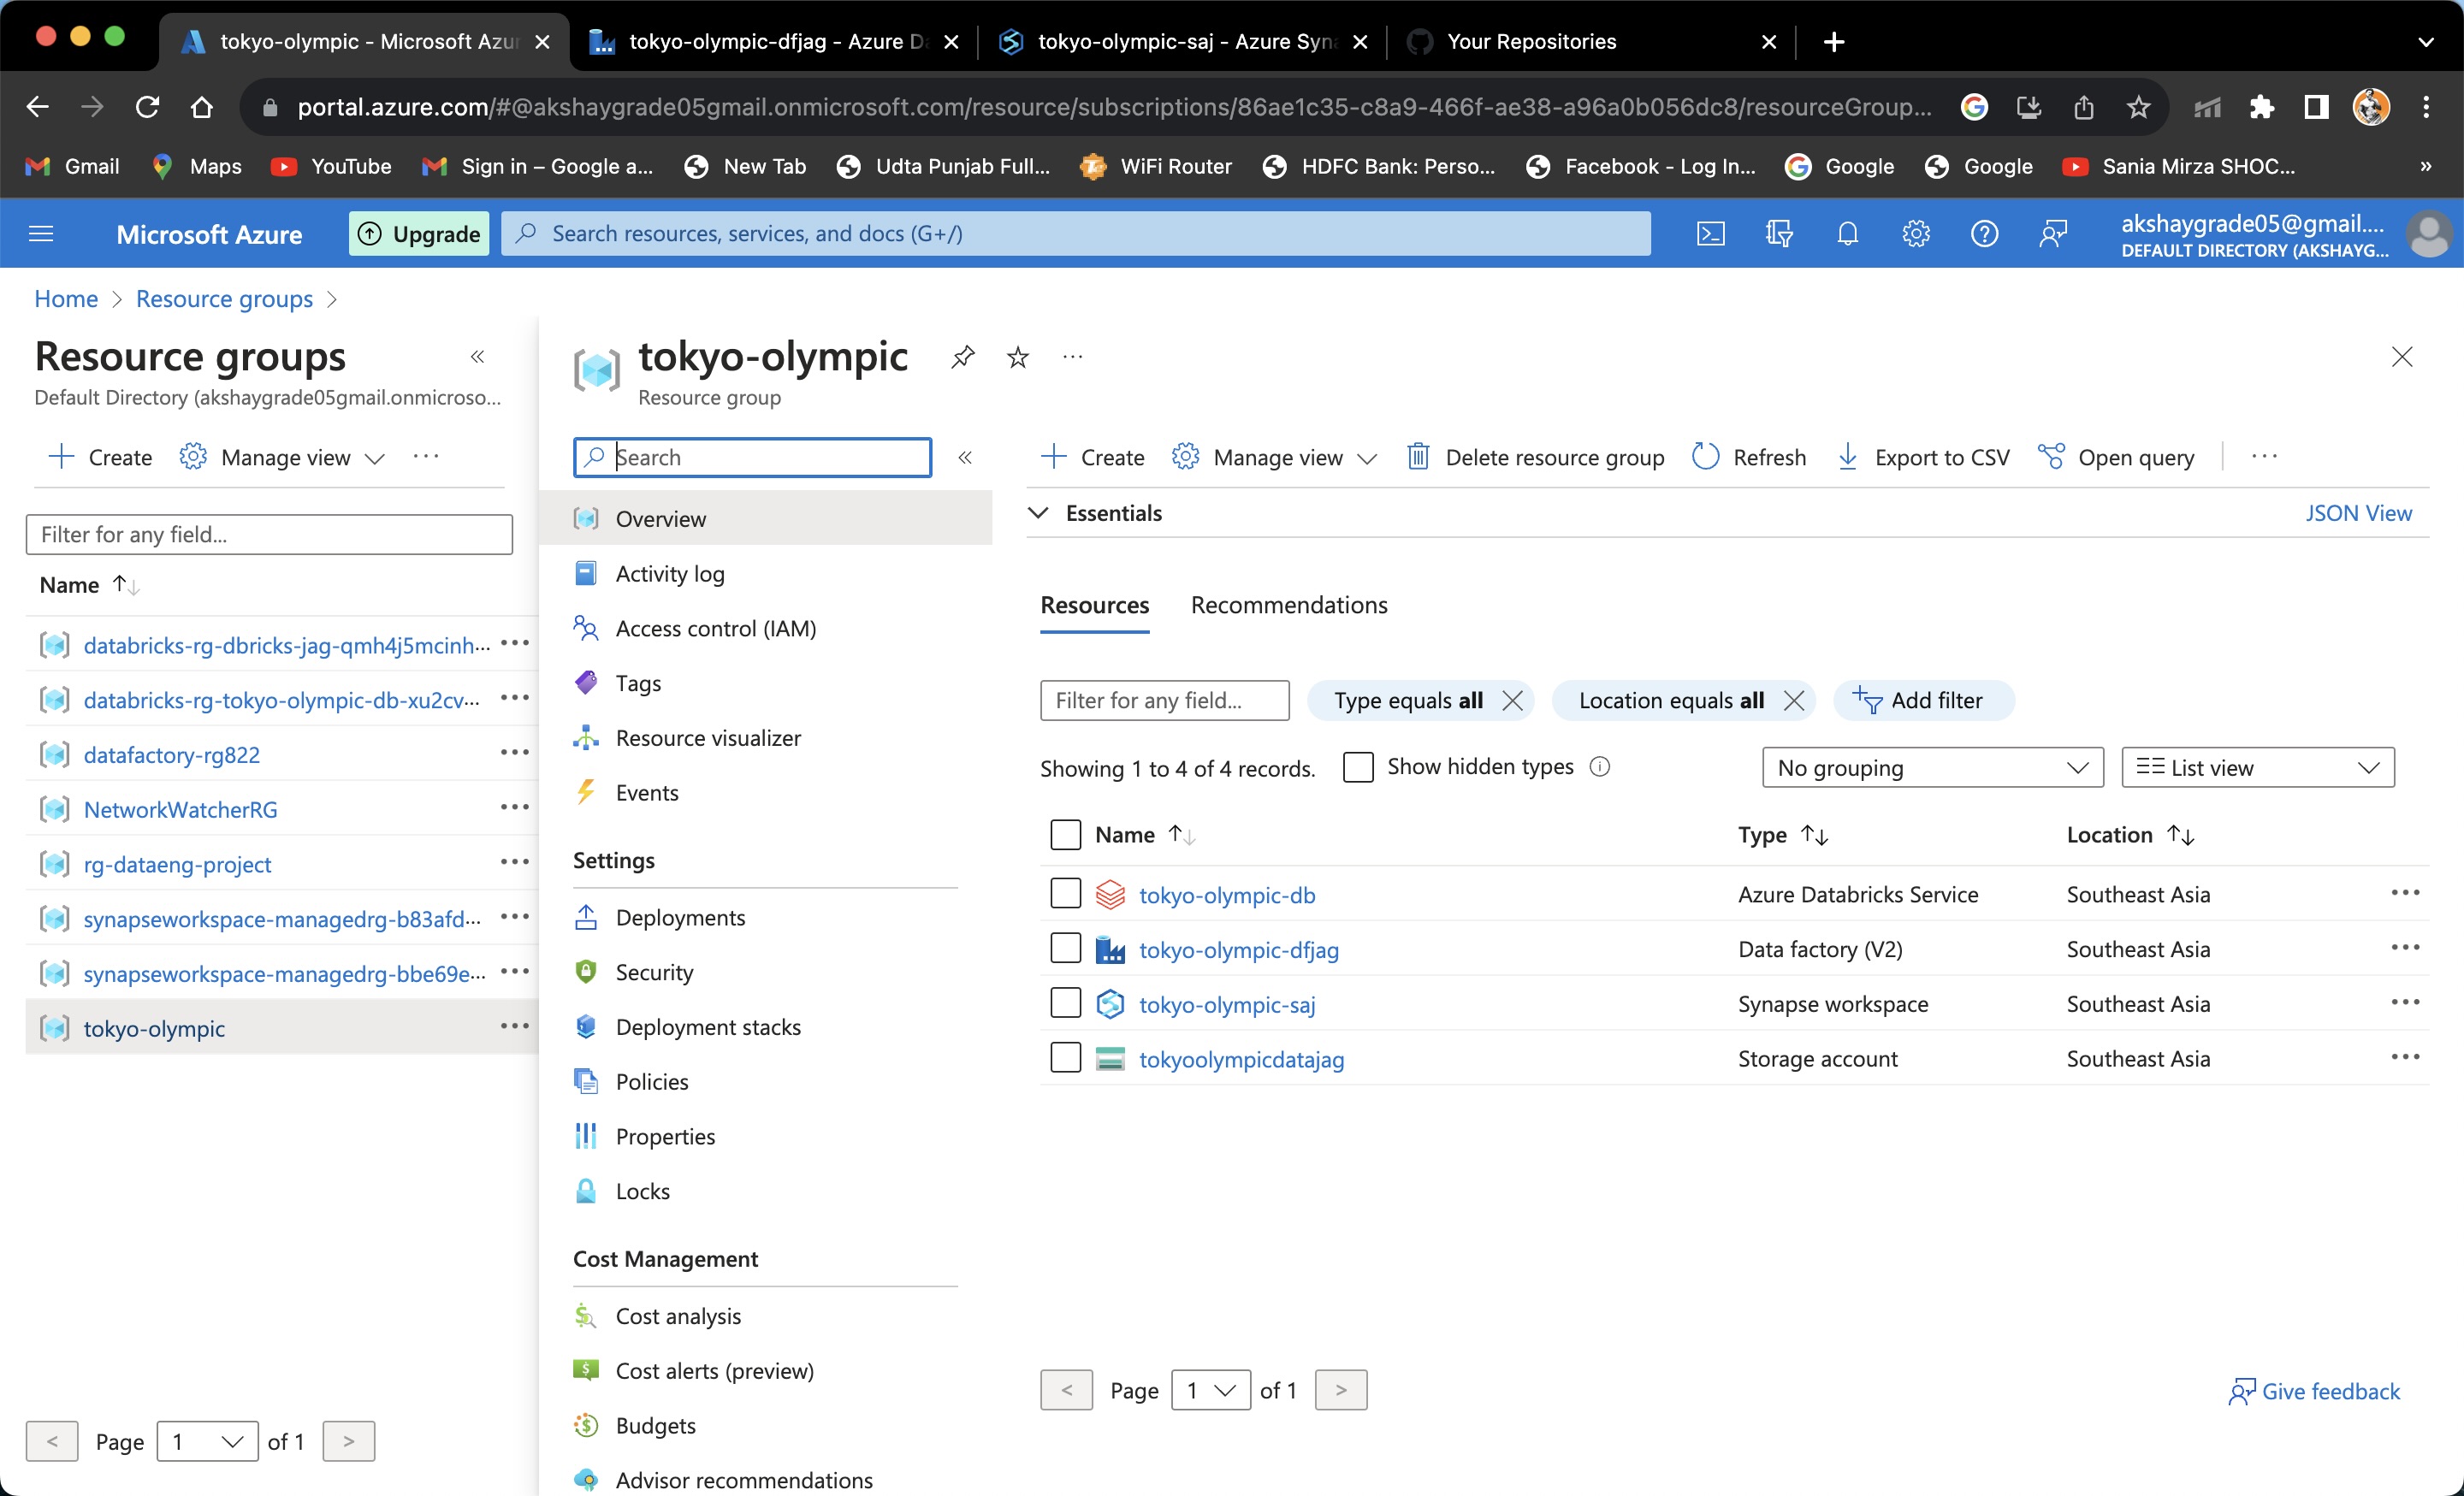 tokyo-olympic - Microsoft Azur
tokyo-olympic-dfjag - Azure Da
tokyo-olympic-saj - Azure Syna
Your Repositories
portal.azure.com/#@akshaygrade05gmail.onmicrosoft.com/resource/subscriptions/86ae1c35-c8a9-466f-ae38-a96a0b056dc8/resourceGroup...
Gmail
Maps
YouTube
Sign in – Google a...
New Tab
Udta Punjab Full...
WiFi Router
HDFC Bank: Perso...
Facebook - Log In...
Google
Google
Sania Mirza SHOC...
»
Microsoft Azure
Upgrade
Search resources, services, and docs (G+/)
akshaygrade05@gmail....
DEFAULT DIRECTORY (AKSHAYG...
Home > Resource groups >
Resource groups
«
Default Directory (akshaygrade05gmail.onmicroso...
+ Create
Manage view
...
Filter for any field...
Name ↑↓
databricks-rg-dbricks-jag-qmh4j5mcinh... ...
databricks-rg-tokyo-olympic-db-xu2cv... ...
datafactory-rg822 ...
NetworkWatcherRG ...
rg-dataeng-project ...
synapseworkspace-managedrg-b83afd... ...
synapseworkspace-managedrg-bbe69e... ...
tokyo-olympic ...
< Page 1 of 1 >
tokyo-olympic
...
Resource group
Search
«
Overview
Activity log
Access control (IAM)
Tags
Resource visualizer
Events
Settings
Deployments
Security
Deployment stacks
Policies
Properties
Locks
Cost Management
Cost analysis
Cost alerts (preview)
Budgets
Advisor recommendations
+ Create
Manage view
Delete resource group
Refresh
Export to CSV
Open query
...
Essentials
JSON View
Resources
Recommendations
Filter for any field...
Type equals all
Location equals all
Add filter
Showing 1 to 4 of 4 records.
Show hidden types
No grouping
List view
Name ↑↓ Type ↑↓ Location ↑↓
tokyo-olympic-db Azure Databricks Service Southeast Asia ...
tokyo-olympic-dfjag Data factory (V2) Southeast Asia ...
tokyo-olympic-saj Synapse workspace Southeast Asia ...
tokyoolympicdatajag Storage account Southeast Asia ...
< Page 1 of 1 >
Give feedback